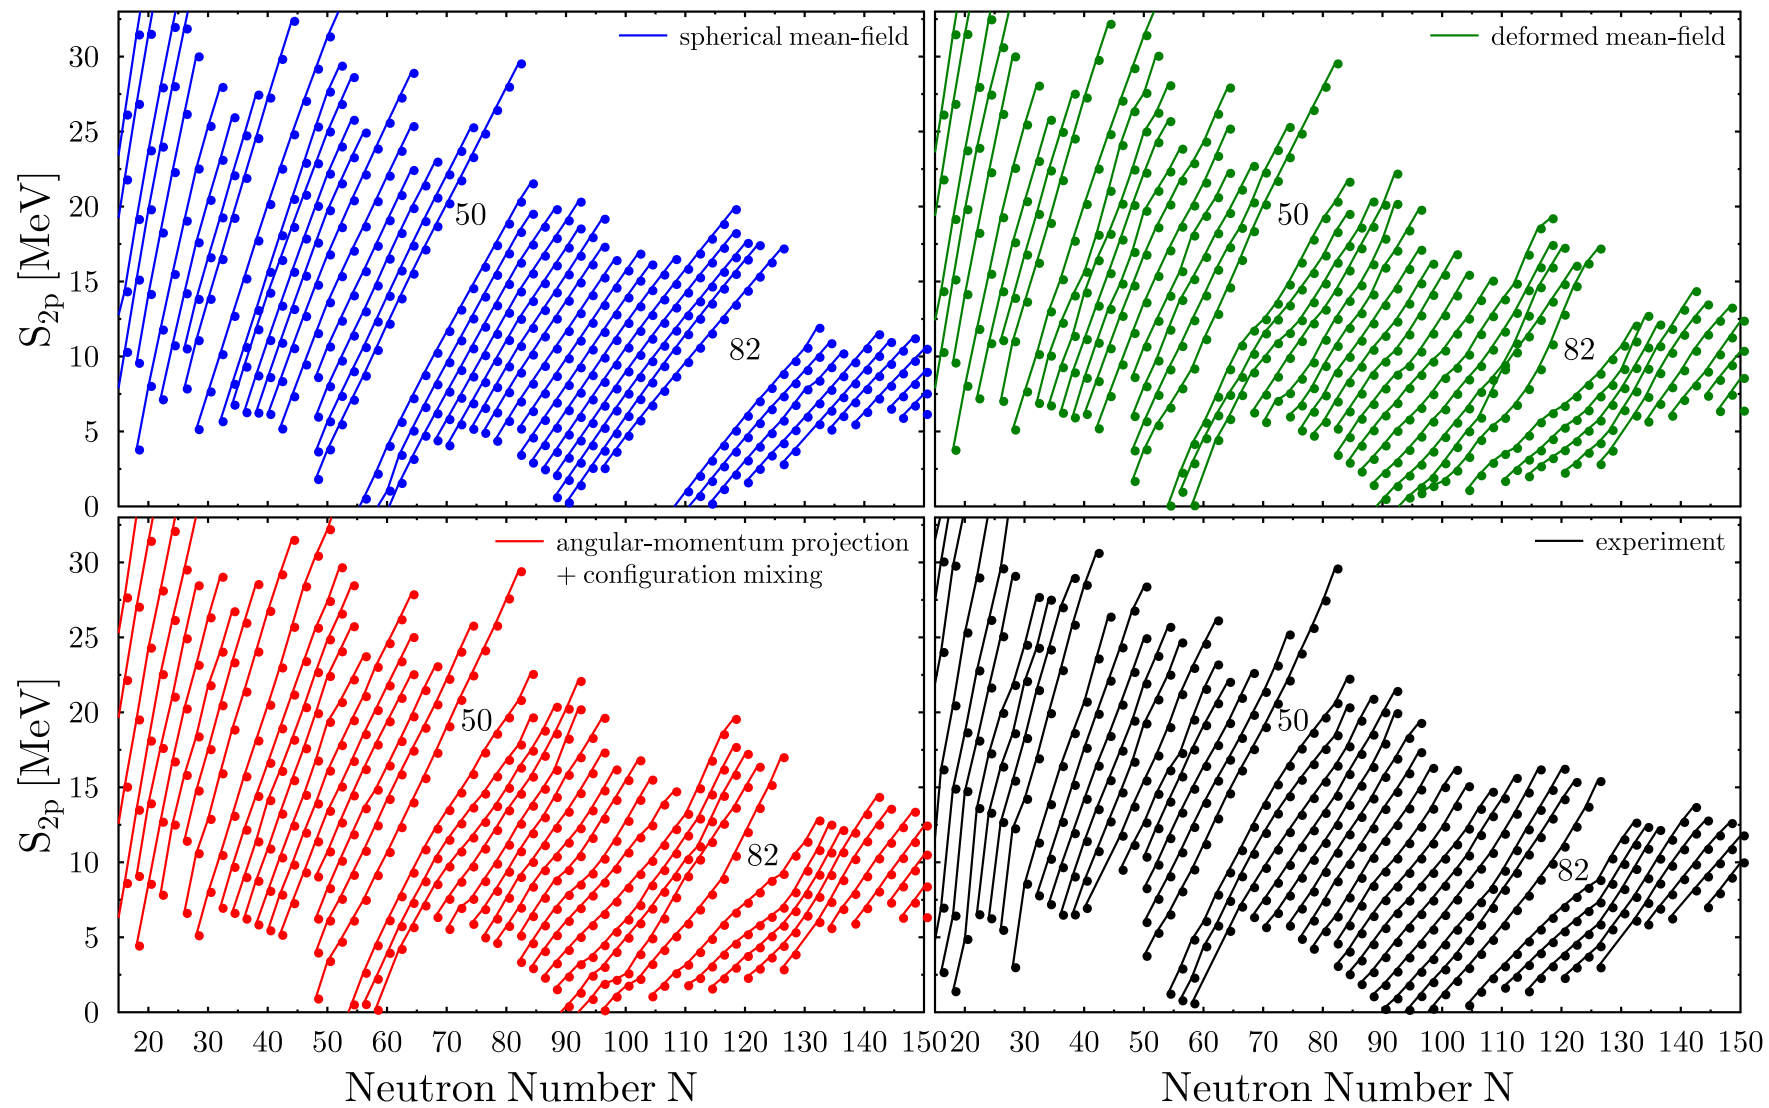 spherical mean-field
deformed mean-field
S2p [MeV]
30
25
20
15
10
5
0
50
82
50
82
angular-momentum projection
+ configuration mixing
experiment
S2p [MeV]
30
25
20
15
10
5
0
50
82
50
82
20 30 40 50 60 70 80 90 100 110 120 130 140 150
20 30 40 50 60 70 80 90 100 110 120 130 140 150
Neutron Number N
Neutron Number N